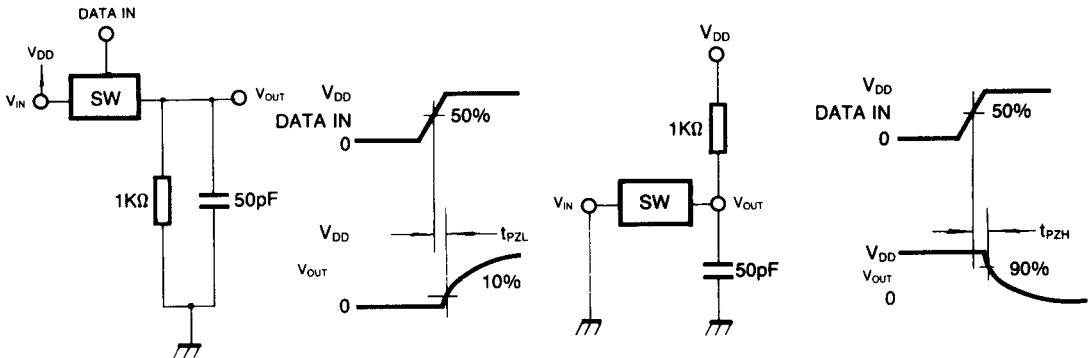 DATA IN
VDD
VIN
SW
VOUT
1KΩ
50pF
VDD
DATA IN
0
50%
VDD
tPZL
VOUT
10%
0
VDD
1KΩ
VIN
SW
VOUT
50pF
VDD
DATA IN
0
50%
tPZH
VDD
VOUT
90%
0